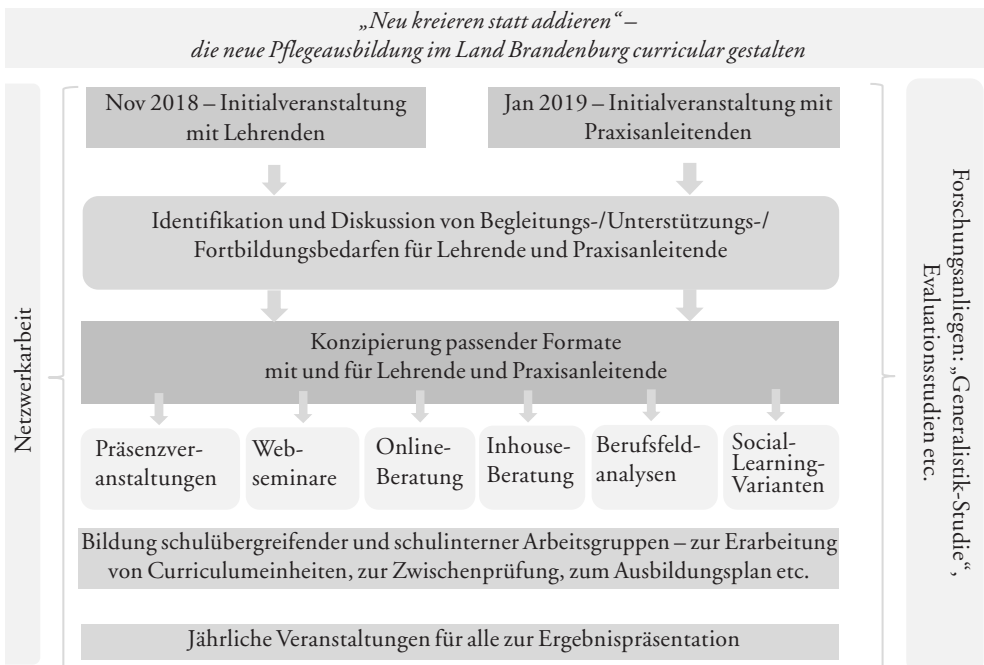 „Neu kreieren statt addieren“ –
die neue Pflegeausbildung im Land Brandenburg curricular gestalten
Netzwerkarbeit
Nov 2018 – Initialveranstaltung
mit Lehrenden
Jan 2019 – Initialveranstaltung mit
Praxisanleitenden
Identifikation und Diskussion von Begleitungs-/Unterstützungs-/
Fortbildungsbedarfen für Lehrende und Praxisanleitende
Konzipierung passender Formate
mit und für Lehrende und Praxisanleitende
Präsenzver-
anstaltungen
Web-
seminare
Online-
Beratung
Inhouse-
Beratung
Berufsfeld-
analysen
Social-
Learning-
Varianten
Bildung schulübergreifender und schulinterner Arbeitsgruppen – zur Erarbeitung
von Curriculumeinheiten, zur Zwischenprüfung, zum Ausbildungsplan etc.
Jährliche Veranstaltungen für alle zur Ergebnispräsentation
Forschungsanliegen: „Generalistik-Studie“,
Evaluationsstudien etc.